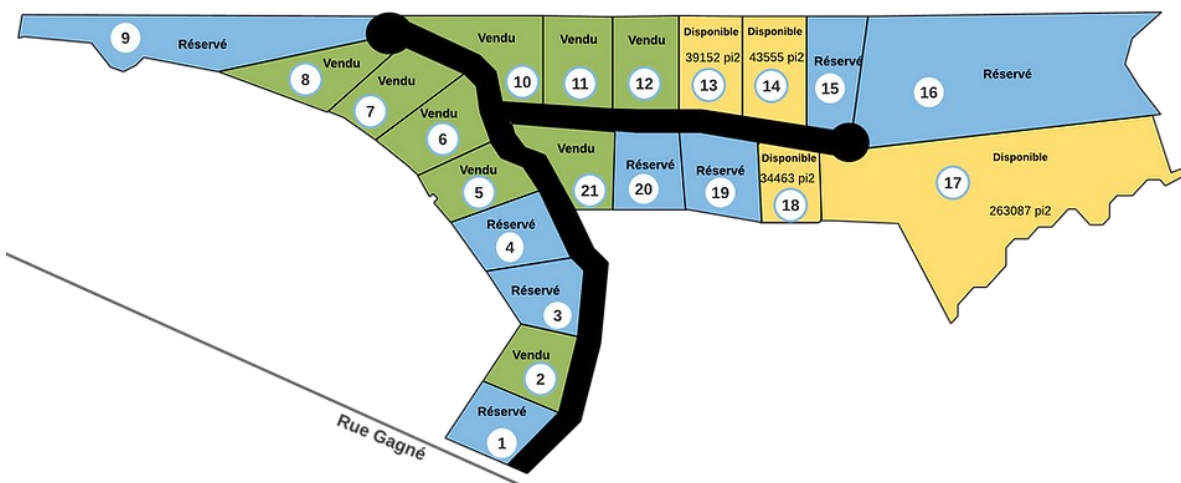 9
Réservé
Vendu
8
Vendu
7
Vendu
6
Vendu
5
Réservé
4
Réservé
3
Vendu
2
Réservé
1
Rue Gagné
Vendu
10
Vendu
11
Vendu
12
Disponible
39152 pi2
13
Disponible
43555 pi2
14
Réservé
15
Réservé
16
Vendu
21
Réservé
20
Réservé
19
Disponible
34463 pi2
18
Disponible
17
263087 pi2